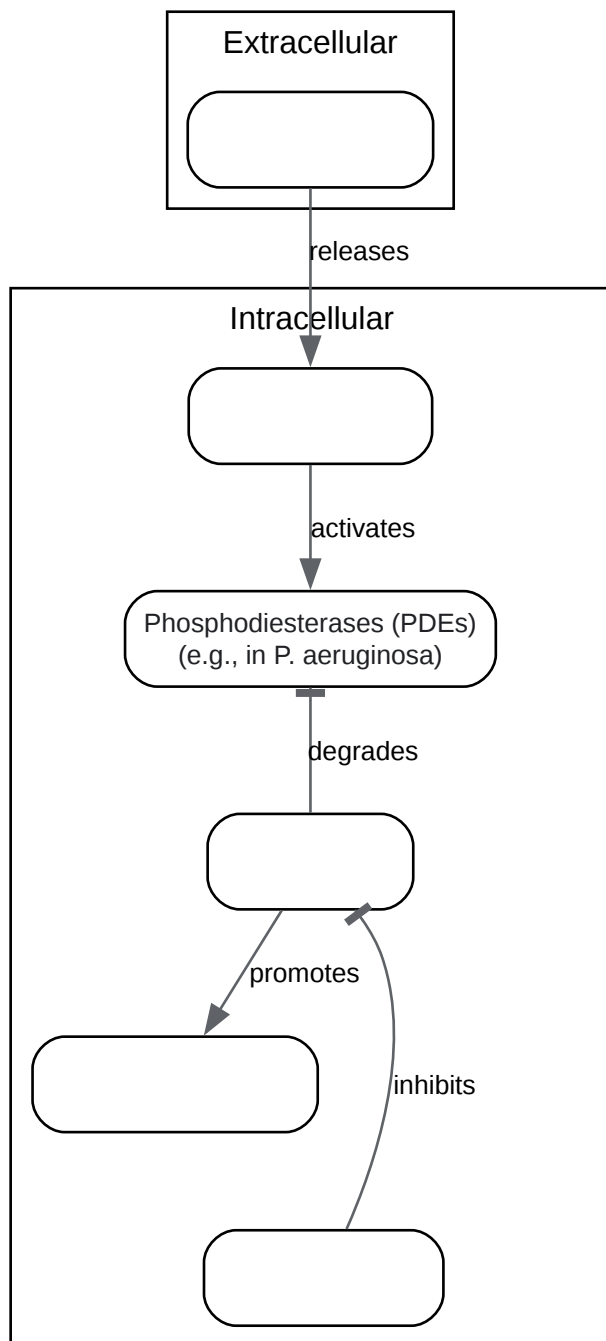 Extracellular
releases
Intracellular
activates
Phosphodiesterases (PDEs)
(e.g., in P. aeruginosa)
degrades
promotes
inhibits